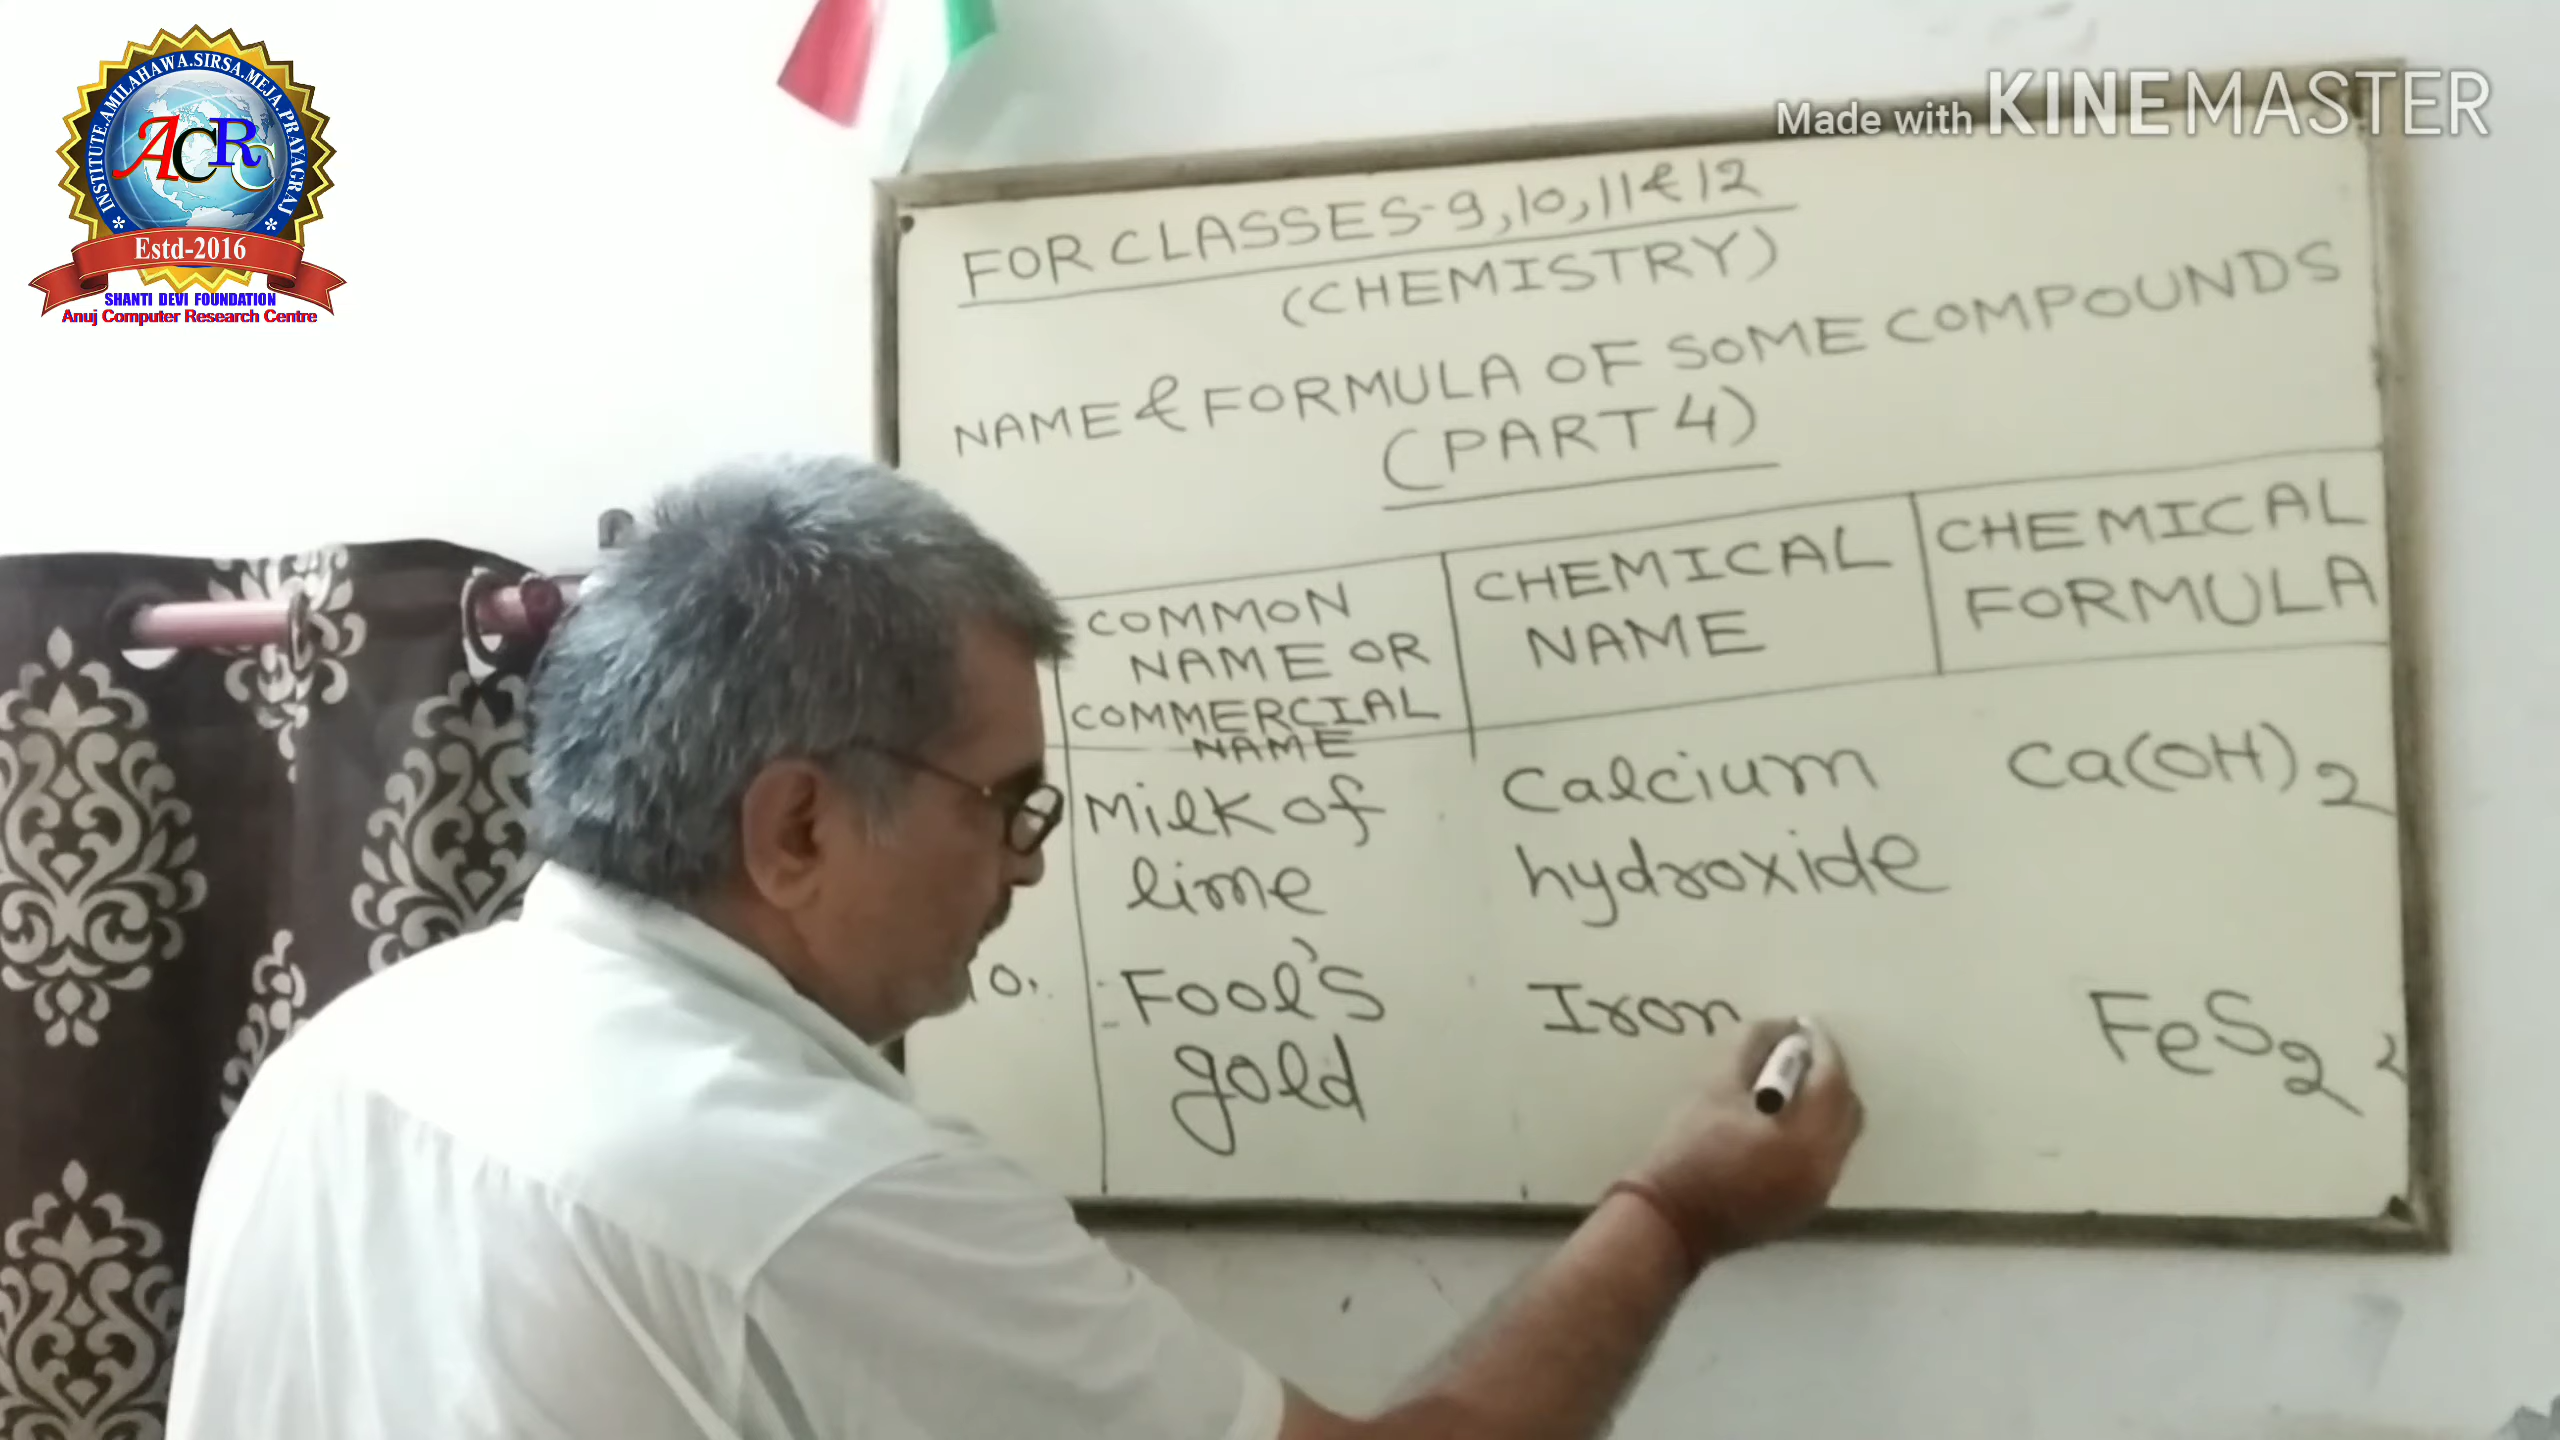 INSTITUTE.AMILAHAWA.SIRSA.MEJA.PRAYAGRAJ
ACR
Estd-2016
SHANTI DEVI FOUNDATION
Anuj Computer Research Centre
Made with KINEMASTER
FOR CLASSES-9,10,11&12
(CHEMISTRY)
NAME & FORMULA OF SOME COMPOUNDS
(PART 4)
COMMON NAME OR COMMERCIAL NAME
CHEMICAL NAME
CHEMICAL FORMULA
Milk of lime
Calcium hydroxide
Ca(OH)2
10.
Fool's gold
Iron
FeS2